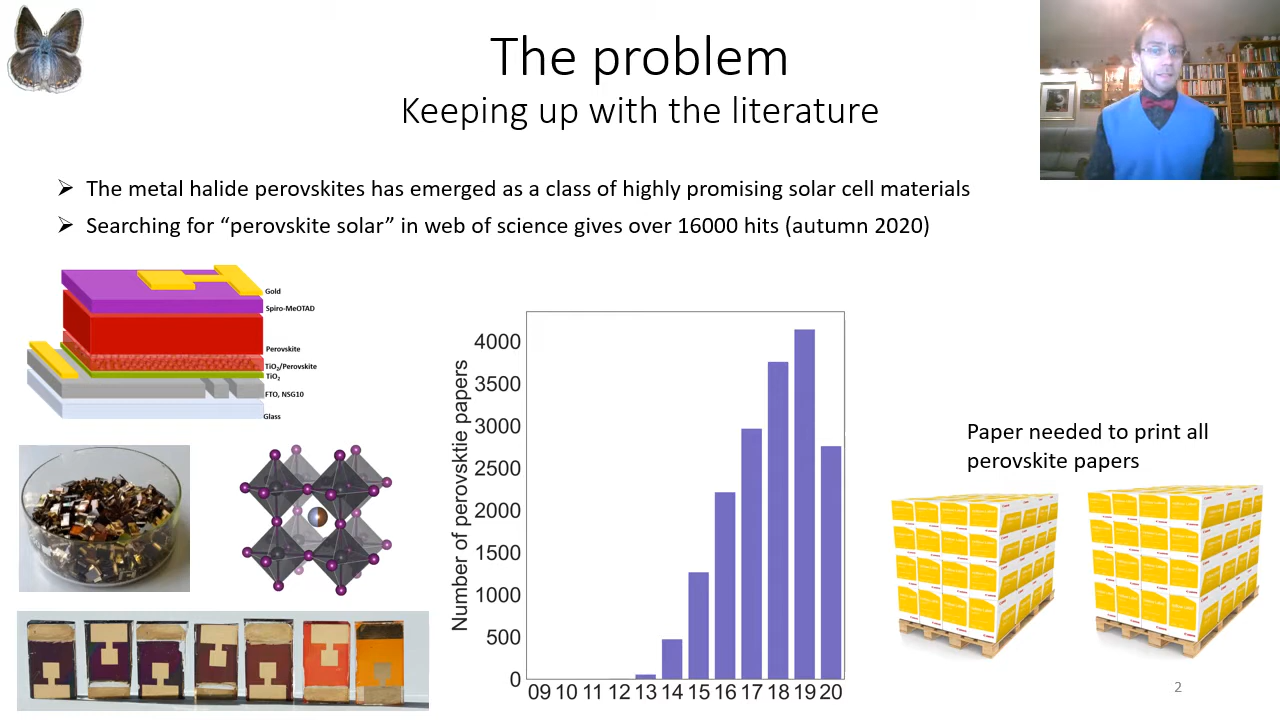 The problem
Keeping up with the literature
➢ The metal halide perovskites has emerged as a class of highly promising solar cell materials
➢ Searching for “perovskite solar” in web of science gives over 16000 hits (autumn 2020)
Gold
Spiro-MeOTAD
Perovskite
TiO₂/Perovskite
TiO₂
FTO, NSG10
Glass
Number of perovsktie papers
4000
3500
3000
2500
2000
1500
1000
500
0
09 10 11 12 13 14 15 16 17 18 19 20
Paper needed to print all
perovskite papers
2